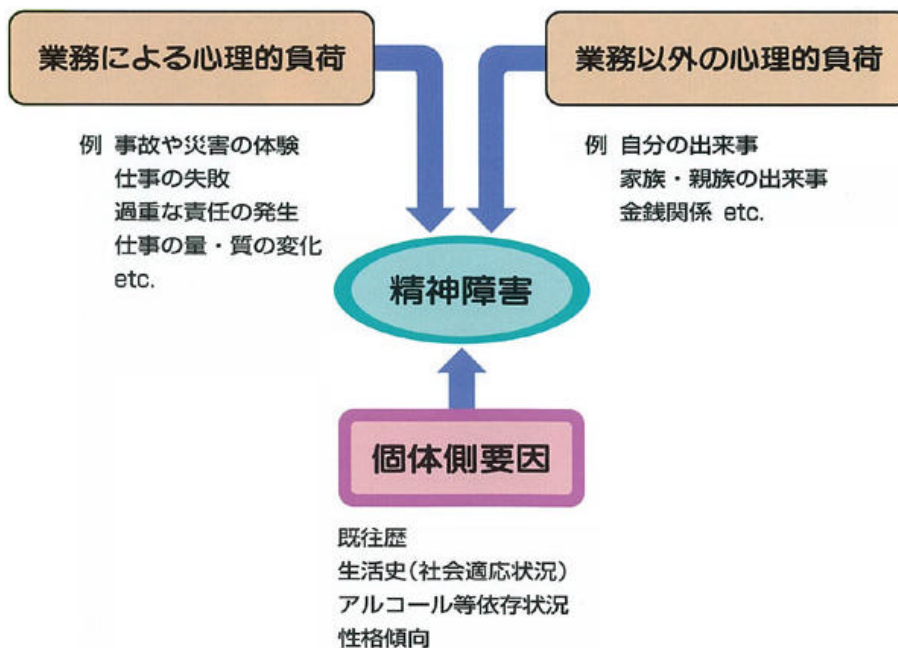 業務による心理的負荷
例 事故や災害の体験
仕事の失敗
過重な責任の発生
仕事の量・質の変化
etc.
業務以外の心理的負荷
例 自分の出来事
家族・親族の出来事
金銭関係 etc.
精神障害
個体側要因
既往歴
生活史(社会適応状況)
アルコール等依存状況
性格傾向